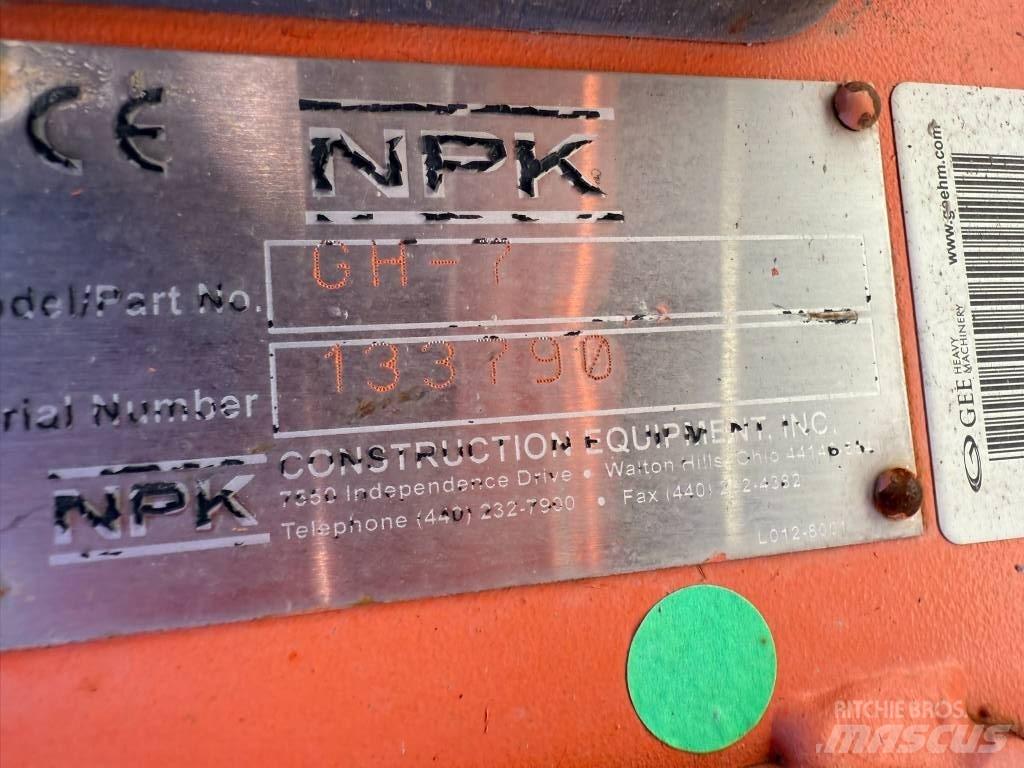 CE
NPK
odel/Part No. GH-7
erial Number 133790
NPK
CONSTRUCTION EQUIPMENT, INC.
7550 Independence Drive • Walton Hills, Ohio
Telephone (440) 232-7900 • Fax (440)
www.geehm.com
GEE HEAVY
MACHINERY
RITCHIE BROS.
mascus